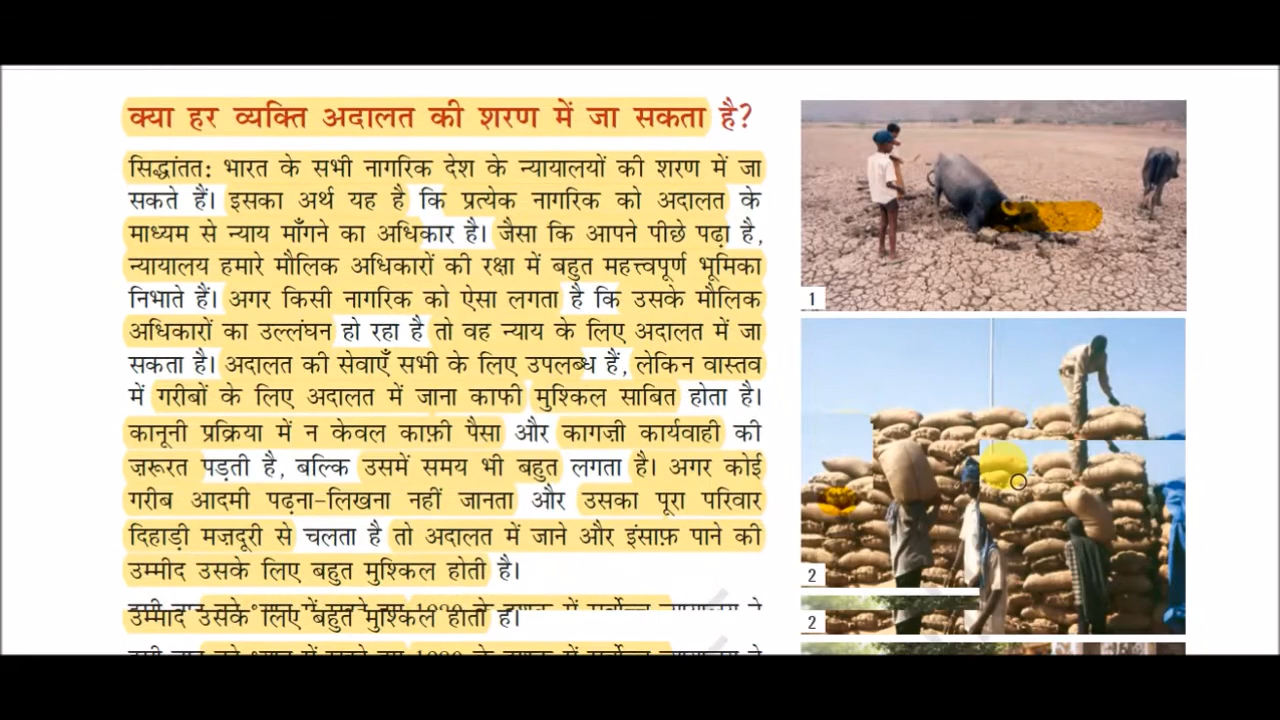 क्या हर व्यक्ति अदालत की शरण में जा सकता है?
सिद्धांतत: भारत के सभी नागरिक देश के न्यायालयों की शरण में जा
सकते हैं। इसका अर्थ यह है कि प्रत्येक नागरिक को अदालत के
माध्यम से न्याय माँगने का अधिकार है। जैसा कि आपने पीछे पढ़ा है,
न्यायालय हमारे मौलिक अधिकारों की रक्षा में बहुत महत्त्वपूर्ण भूमिका
निभाते हैं। अगर किसी नागरिक को ऐसा लगता है कि उसके मौलिक
अधिकारों का उल्लंघन हो रहा है तो वह न्याय के लिए अदालत में जा
सकता है। अदालत की सेवाएँ सभी के लिए उपलब्ध हैं, लेकिन वास्तव
में गरीबों के लिए अदालत में जाना काफी मुश्किल साबित होता है।
कानूनी प्रक्रिया में न केवल काफ़ी पैसा और कागज़ी कार्यवाही की
ज़रूरत पड़ती है, बल्कि उसमें समय भी बहुत लगता है। अगर कोई
गरीब आदमी पढ़ना-लिखना नहीं जानता और उसका पूरा परिवार
दिहाड़ी मज़दूरी से चलता है तो अदालत में जाने और इंसाफ़ पाने की
उम्मीद उसके लिए बहुत मुश्किल होती है।
उम्मीद उसके लिए बहुत मुश्किल होती है।
1
2
2